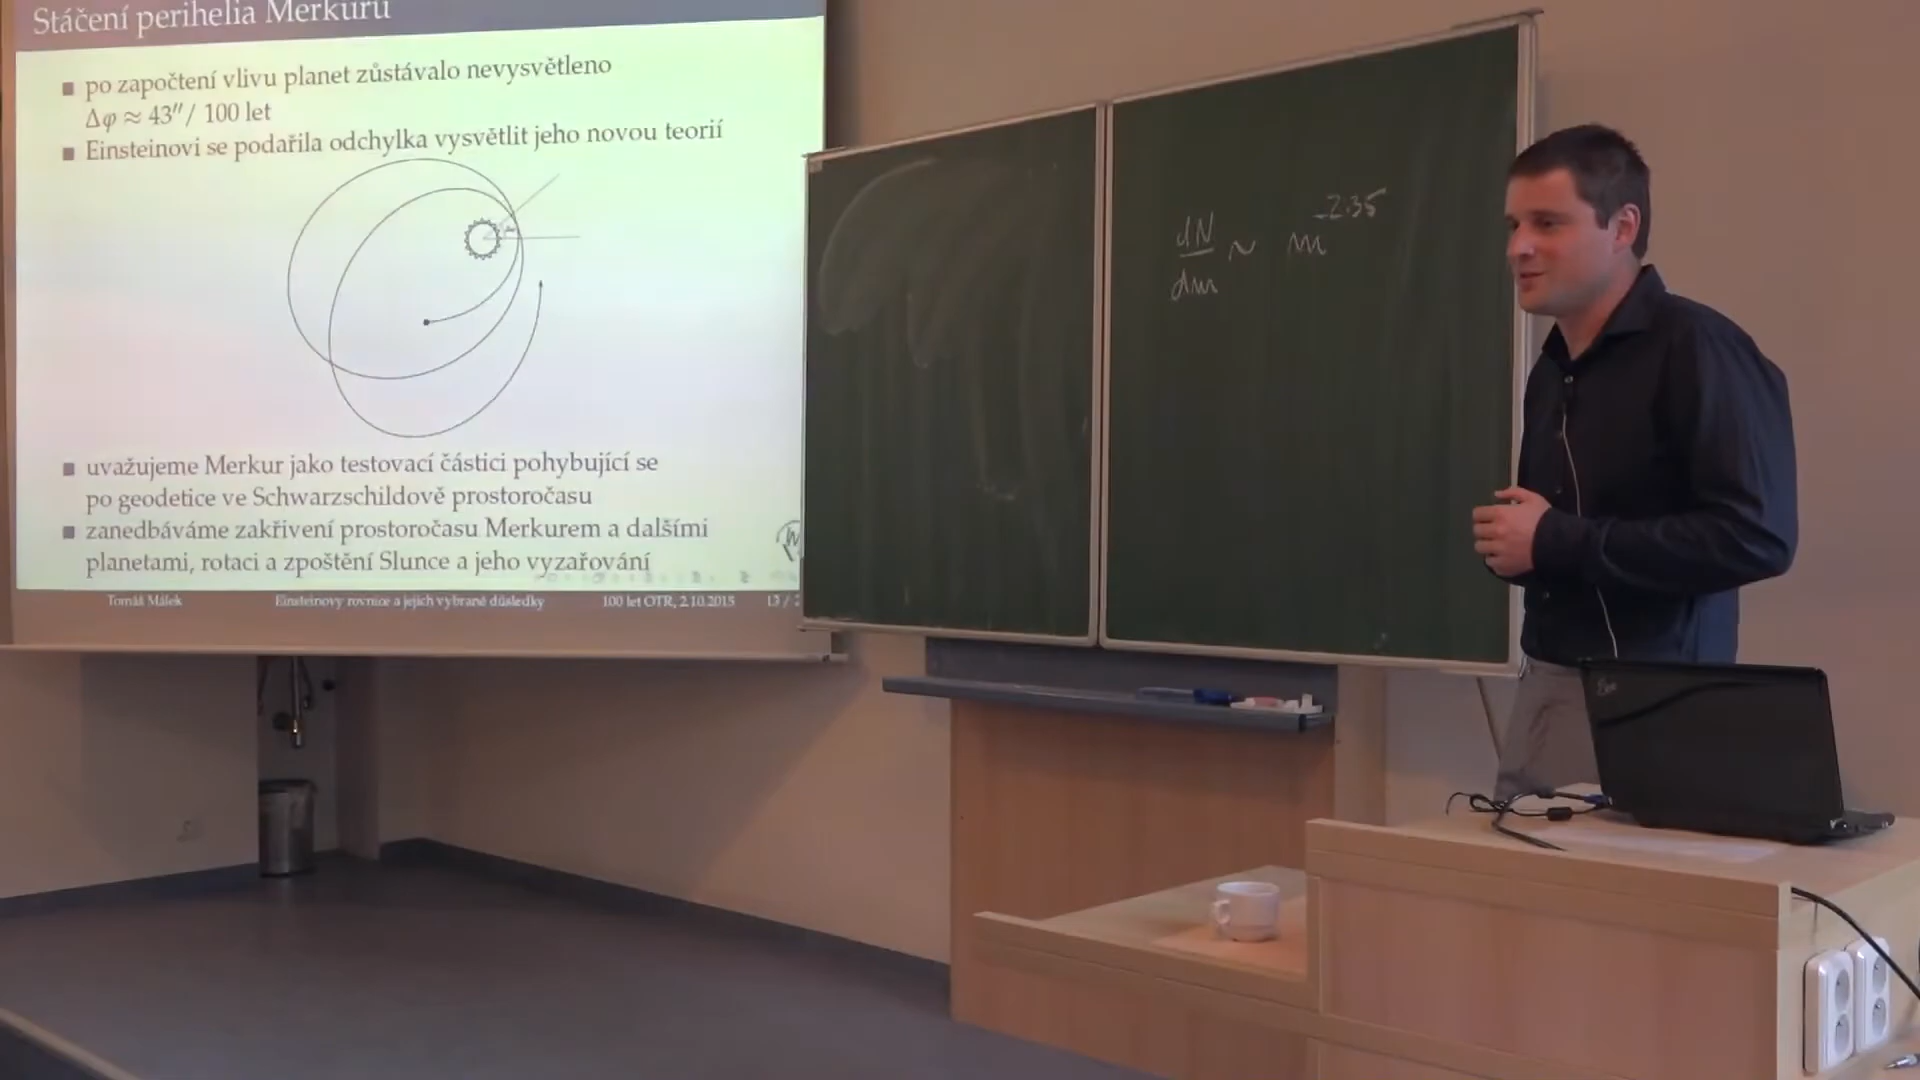 Stáčení perihelia Merkuru
po započtení vlivu planet zůstávalo nevysvětleno
Δφ ≈ 43″/ 100 let
Einsteinovi se podařila odchylka vysvětlit jeho novou teorií
uvažujeme Merkur jako testovací částici pohybující se
po geodetice ve Schwarzschildově prostoročasu
zanedbáváme zakřivení prostoročasu Merkurem a dalšími
planetami, rotaci a zpoštění Slunce a jeho vyzařování
Tomáš Málek Einsteinovy rovnice a jejich vybrané důsledky 100 let OTR, 2.10.2015 13 / 2
dN/dm ~ m^-2.35